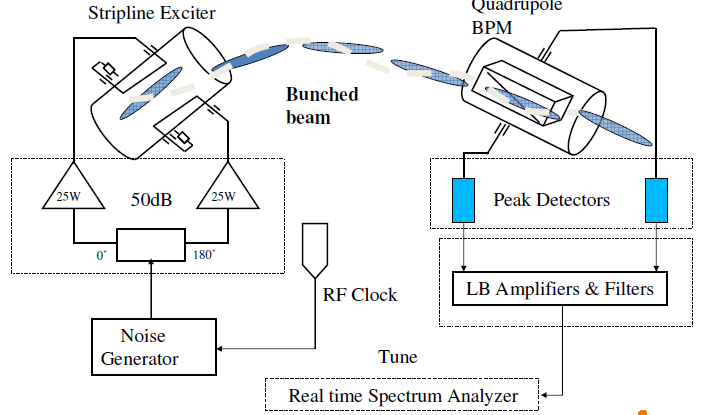 Stripline Exciter
Quadrupole
BPM
Bunched
beam
25W
50dB
25W
Peak Detectors
0°
180°
RF Clock
LB Amplifiers & Filters
Noise
Generator
Tune
Real time Spectrum Analyzer